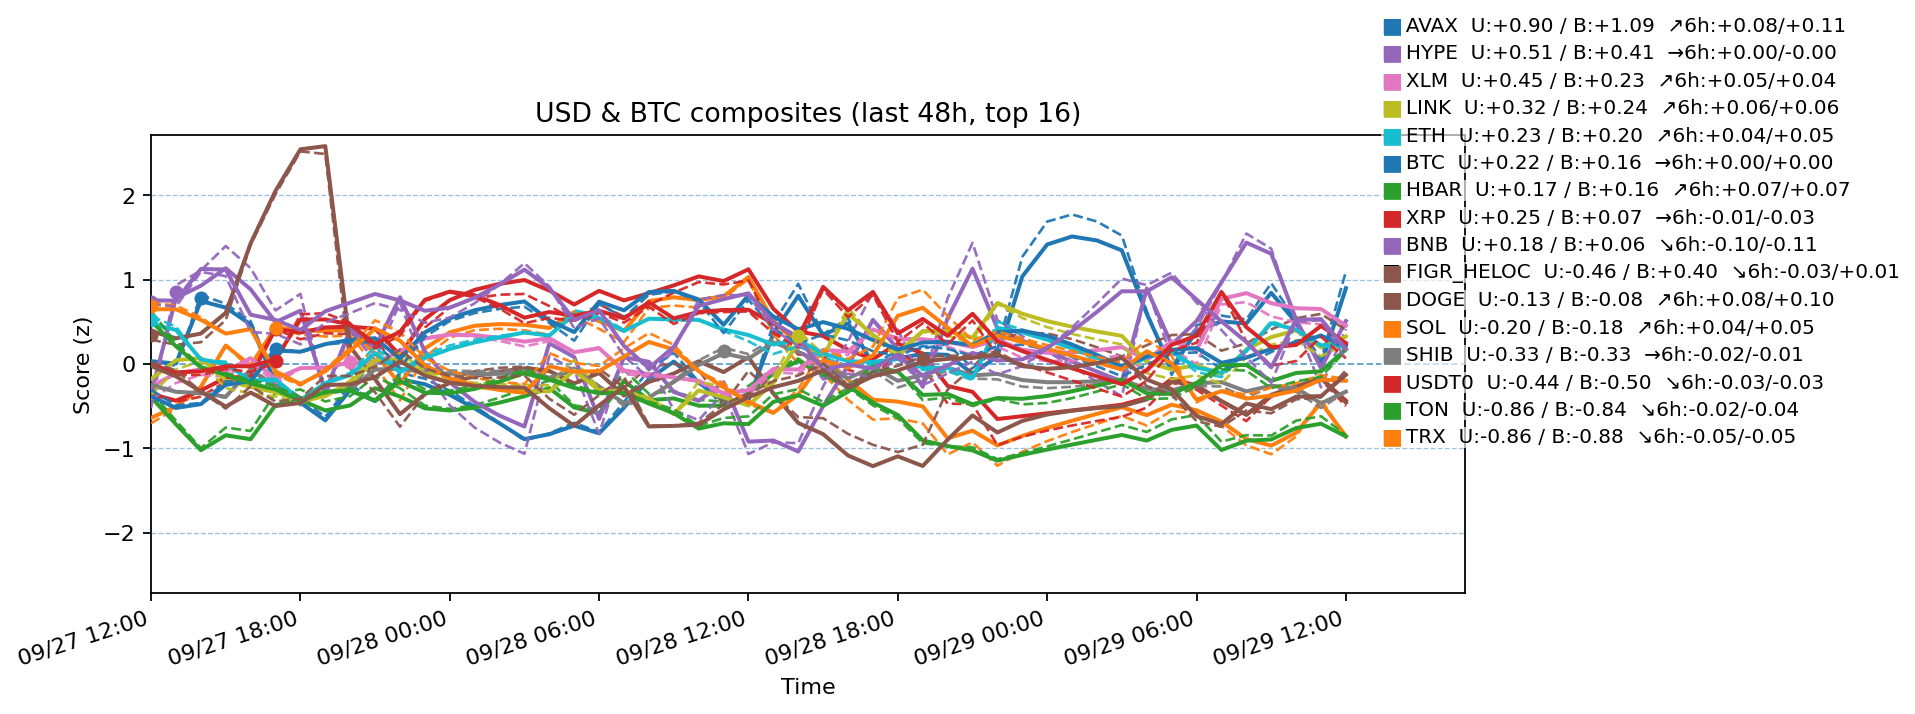 AVAX  U:+0.90 / B:+1.09  ↗6h:+0.08/+0.11
HYPE  U:+0.51 / B:+0.41  →6h:+0.00/-0.00
XLM  U:+0.45 / B:+0.23  ↗6h:+0.05/+0.04
LINK  U:+0.32 / B:+0.24  ↗6h:+0.06/+0.06
ETH  U:+0.23 / B:+0.20  ↗6h:+0.04/+0.05
BTC  U:+0.22 / B:+0.16  →6h:+0.00/+0.00
HBAR  U:+0.17 / B:+0.16  ↗6h:+0.07/+0.07
XRP  U:+0.25 / B:+0.07  →6h:-0.01/-0.03
BNB  U:+0.18 / B:+0.06  ↘6h:-0.10/-0.11
FIGR_HELOC  U:-0.46 / B:+0.40  ↘6h:-0.03/+0.01
DOGE  U:-0.13 / B:-0.08  ↗6h:+0.08/+0.10
SOL  U:-0.20 / B:-0.18  ↗6h:+0.04/+0.05
SHIB  U:-0.33 / B:-0.33  →6h:-0.02/-0.01
USDT0  U:-0.44 / B:-0.50  ↘6h:-0.03/-0.03
TON  U:-0.86 / B:-0.84  ↘6h:-0.02/-0.04
TRX  U:-0.86 / B:-0.88  ↘6h:-0.05/-0.05
USD & BTC composites (last 48h, top 16)
2
1
0
−1
−2
Score (z)
09/27 12:00
09/27 18:00
09/28 00:00
09/28 06:00
09/28 12:00
09/28 18:00
09/29 00:00
09/29 06:00
09/29 12:00
Time